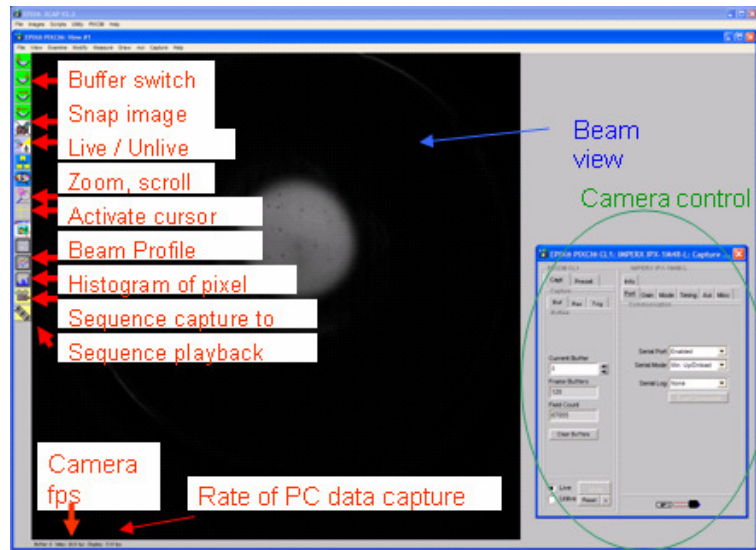 EPIX® XCAP V2.2
File Images Scripts Utility PIXCI® Help
EPIX® PIXCI®: View #1
File View Examine Modify Measure Draw Aoi Capture Help
Buffer switch
Snap image
Live / Unlive
Zoom, scroll
Activate cursor
Beam Profile
Histogram of pixel
Sequence capture to
Sequence playback
Camera
fps
Rate of PC data capture
Beam
view
Camera control
Capt Preset
Info
Port Gain Mode Timing Aoi Misc
Capture
Communication
Buf Rec Trig
Serial Port Enabled
Current Buffer
Serial Log None
Frame Buffers
Field Count
Clear Buffers
Live
Unlive Reset